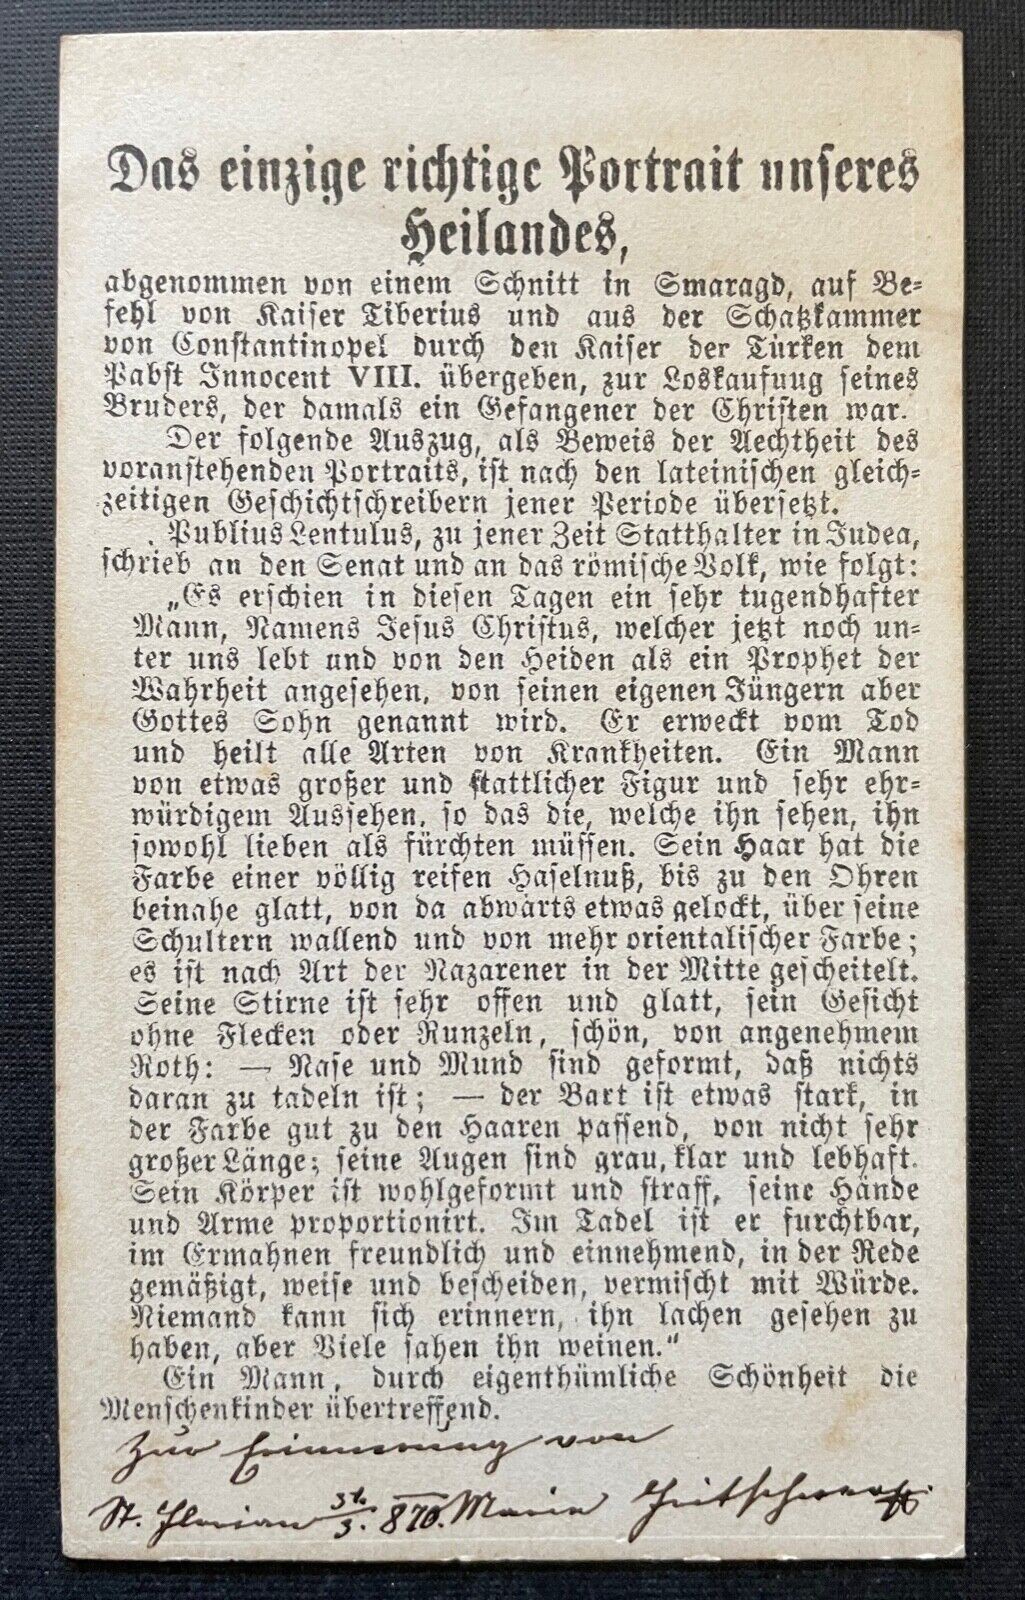 Das einzige richtige Portrait unseres
Heilandes,
abgenommen von einem Schnitt in Smaragd, auf Be-
fehl von Kaiser Tiberius und aus der Schatzkammer
von Constantinopel durch den Kaiser der Türken dem
Pabst Innocent VIII. übergeben, zur Loskaufuug seines
Bruders, der damals ein Gefangener der Christen war.
Der folgende Auszug, als Beweis der Aechtheit des
voranstehenden Portraits, ist nach den lateinischen gleich-
zeitigen Geschichtschreibern jener Periode übersetzt.
Publius Lentulus, zu jener Zeit Statthalter in Judea,
schrieb an den Senat und an das römische Volk, wie folgt:
„Es erschien in diesen Tagen ein sehr tugendhafter
Mann, Namens Jesus Christus, welcher jetzt noch un-
ter uns lebt und von den Heiden als ein Prophet der
Wahrheit angesehen, von seinen eigenen Jüngern aber
Gottes Sohn genannt wird. Er erweckt vom Tod
und heilt alle Arten von Krankheiten. Ein Mann
von etwas großer und stattlicher Figur und sehr ehr-
würdigem Aussehen, so das die, welche ihn sehen, ihn
sowohl lieben als fürchten müssen. Sein Haar hat die
Farbe einer völlig reifen Haselnuß, bis zu den Ohren
beinahe glatt, von da abwärts etwas gelockt, über seine
Schultern wallend und von mehr orientalischer Farbe;
es ist nach Art der Nazarener in der Mitte gescheitelt.
Seine Stirne ist sehr offen und glatt, sein Gesicht
ohne Flecken oder Runzeln, schön, von angenehmem
Roth: — Nase und Mund sind geformt, daß nichts
daran zu tadeln ist; — der Bart ist etwas stark, in
der Farbe gut zu den Haaren passend, von nicht sehr
großer Länge; seine Augen sind grau, klar und lebhaft.
Sein Körper ist wohlgeformt und straff, seine Hände
und Arme proportionirt. Im Tadel ist er furchtbar,
im Ermahnen freundlich und einnehmend, in der Rede
gemäßigt, weise und bescheiden, vermischt mit Würde.
Niemand kann sich erinnern, ihn lachen gesehen zu
haben, aber Viele sahen ihn weinen.“
Ein Mann, durch eigenthümliche Schönheit die
Menschenkinder übertreffend.
Zur Erinnerung von
St. Florian 870. Maria